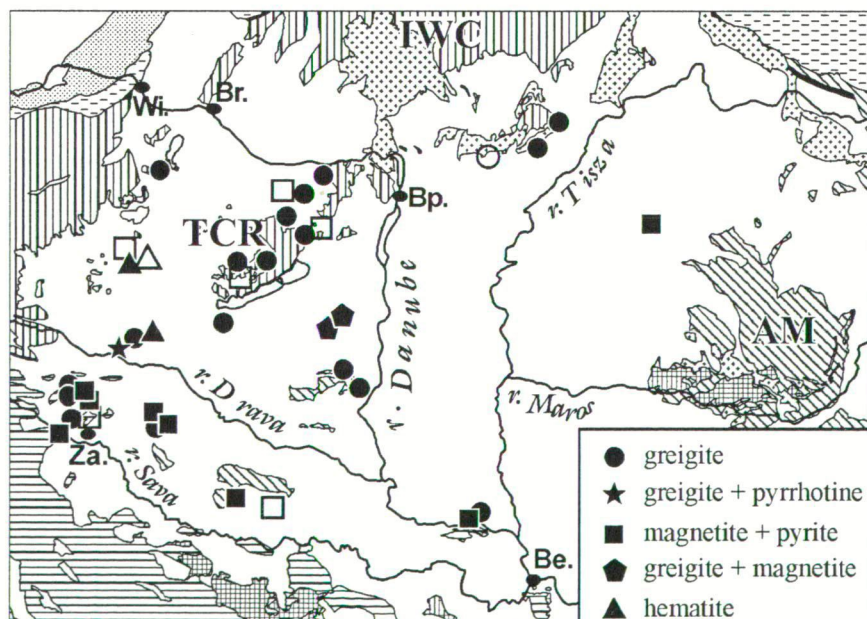 IWC
Wi.
Br.
Bp.
r. Tisza
TCR
r. Danube
AM
r. Drava
r. Maros
Za.
r. Sava
Be.
greigite
greigite + pyrrhotine
magnetite + pyrite
greigite + magnetite
hematite